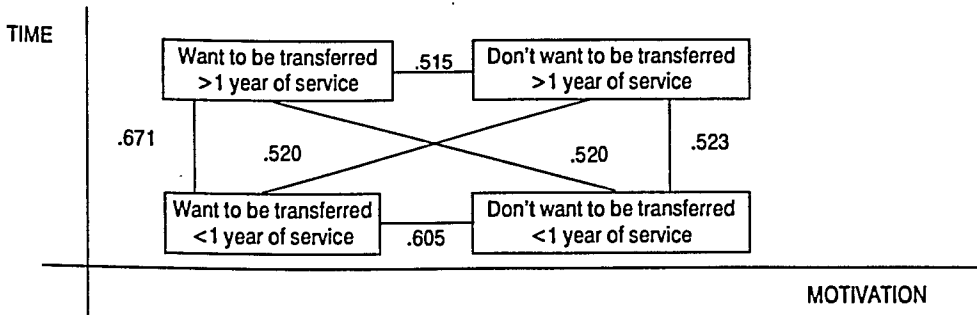 TIME
Want to be transferred
>1 year of service
.515
Don't want to be transferred
>1 year of service
.671
.520
.520
.523
Want to be transferred
<1 year of service
.605
Don't want to be transferred
<1 year of service
MOTIVATION